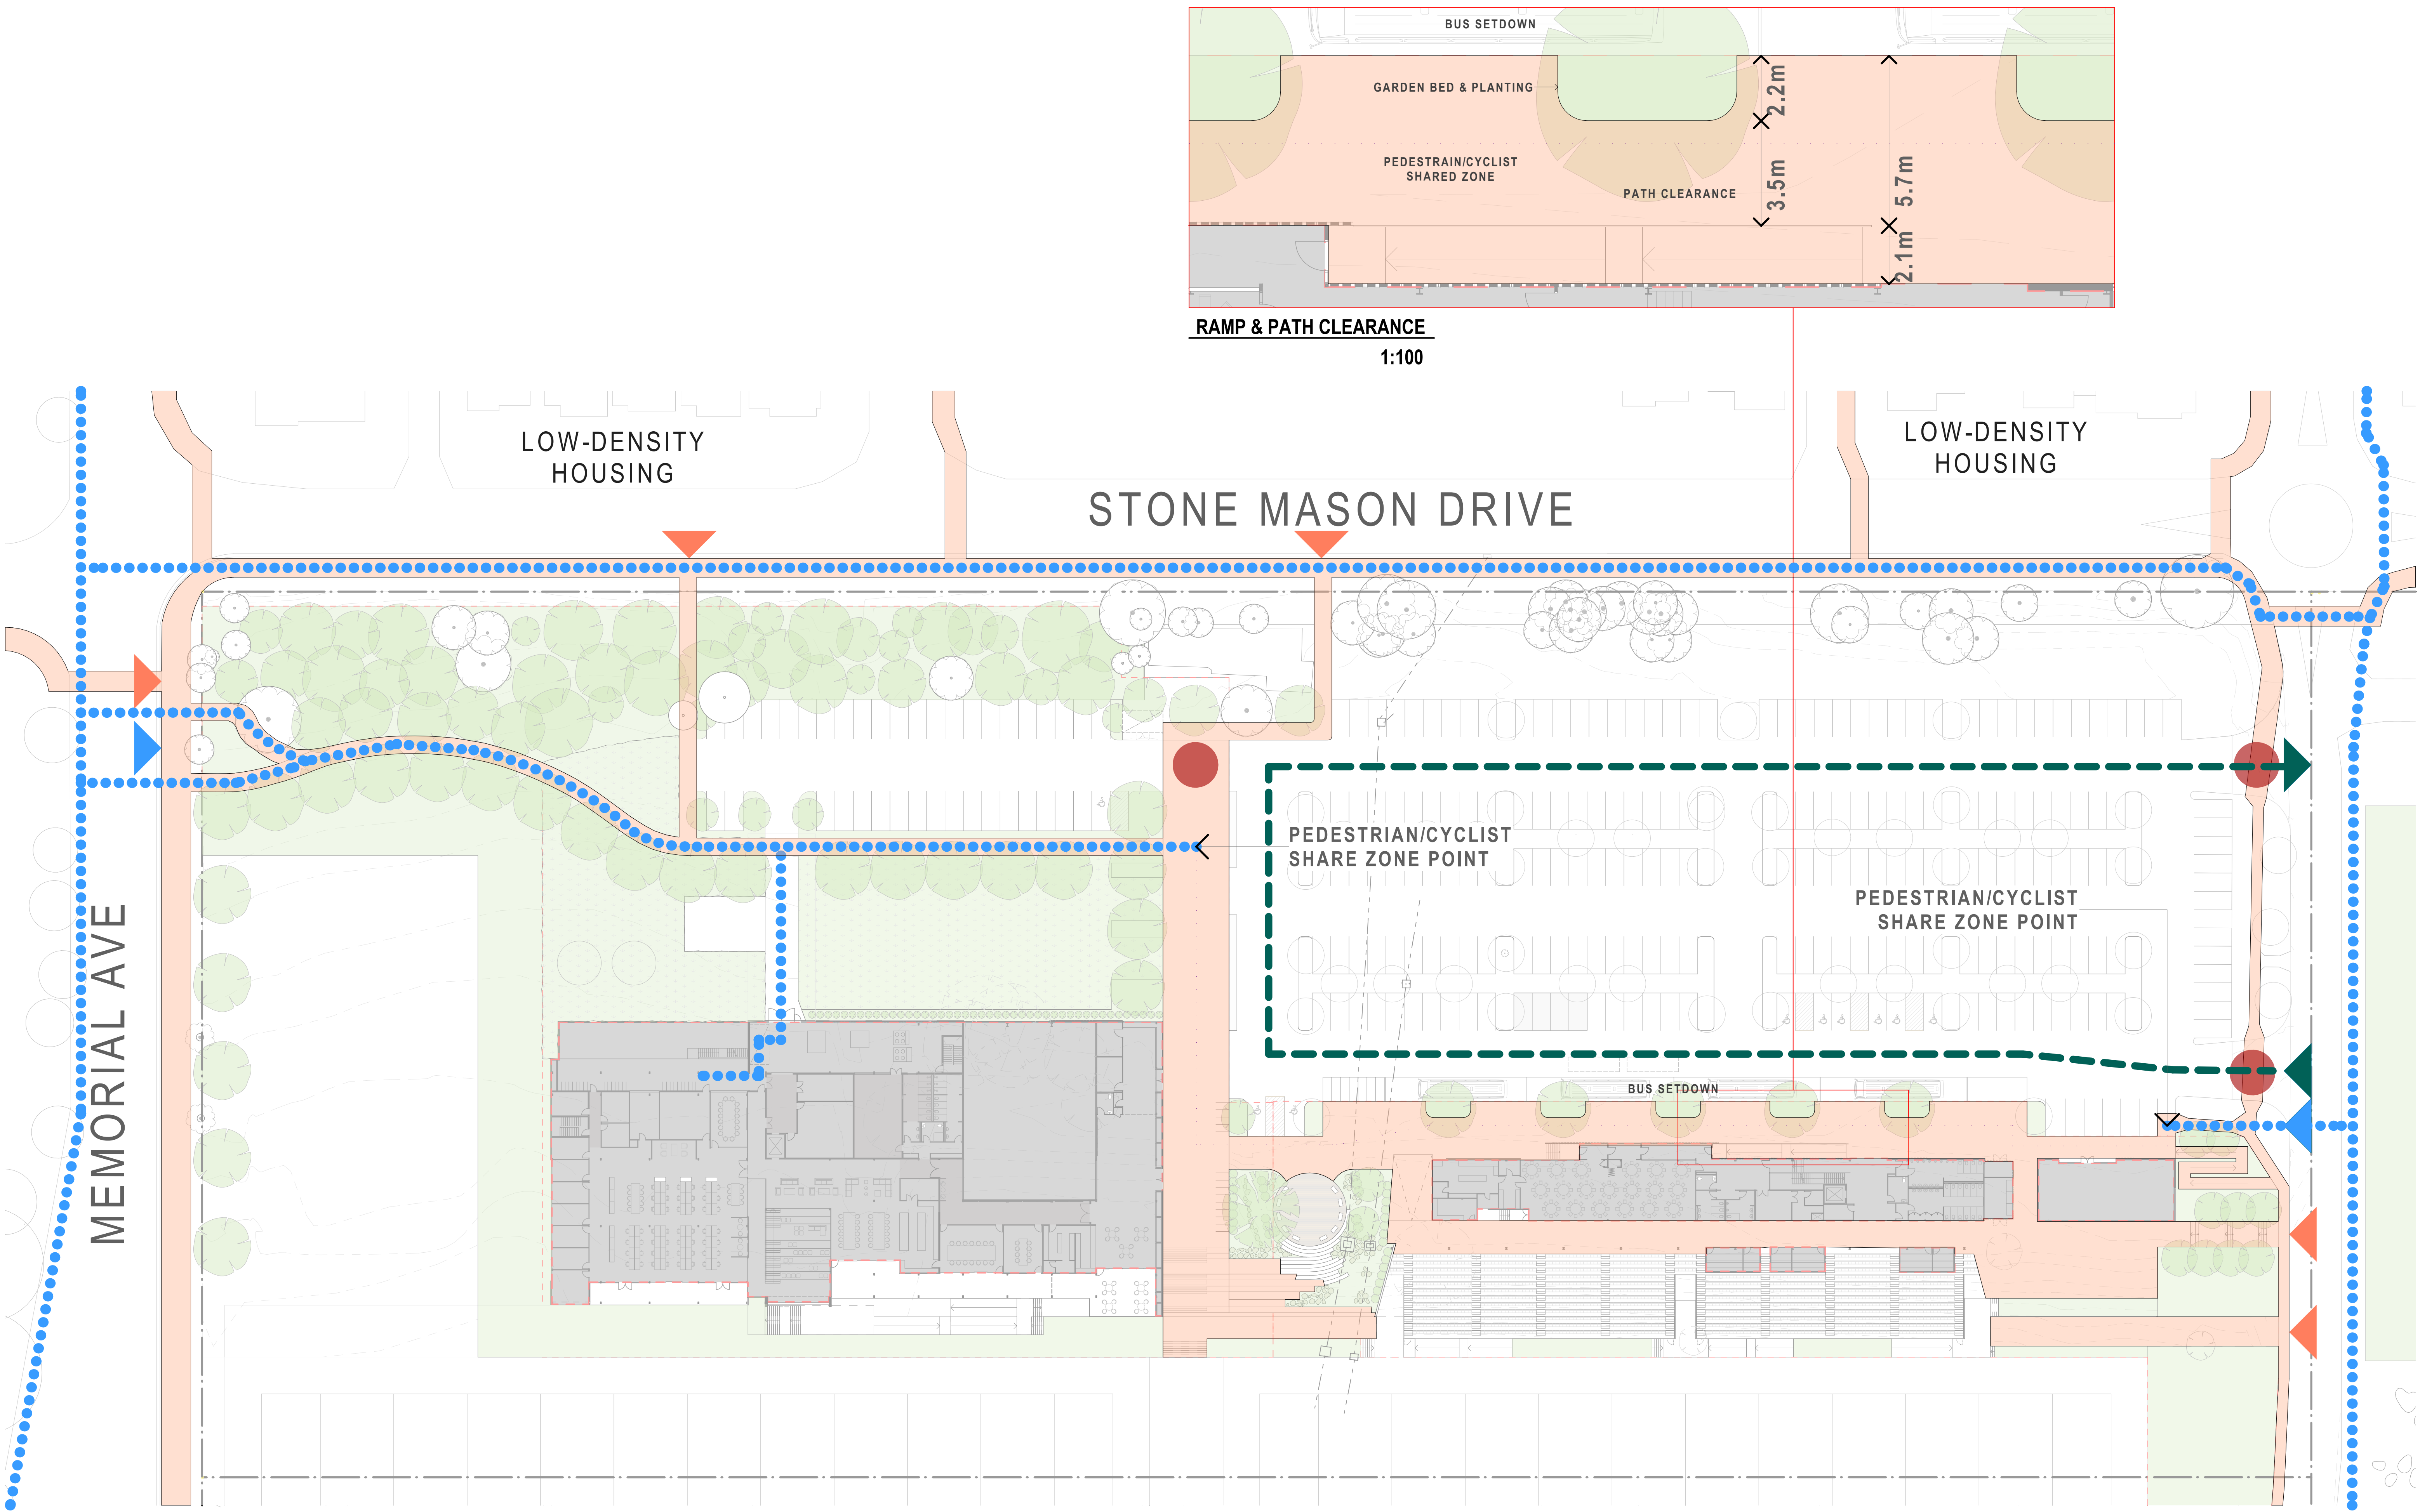 BUS SETDOWN
GARDEN BED & PLANTING
2.2m
PEDESTRAIN/CYCLIST
SHARED ZONE
PATH CLEARANCE
3.5m
5.7m
2.1m
RAMP & PATH CLEARANCE
1:100
LOW-DENSITY
HOUSING
LOW-DENSITY
HOUSING
STONE MASON DRIVE
PEDESTRIAN/CYCLIST
SHARE ZONE POINT
PEDESTRIAN/CYCLIST
SHARE ZONE POINT
MEMORIAL AVE
BUS SETDOWN